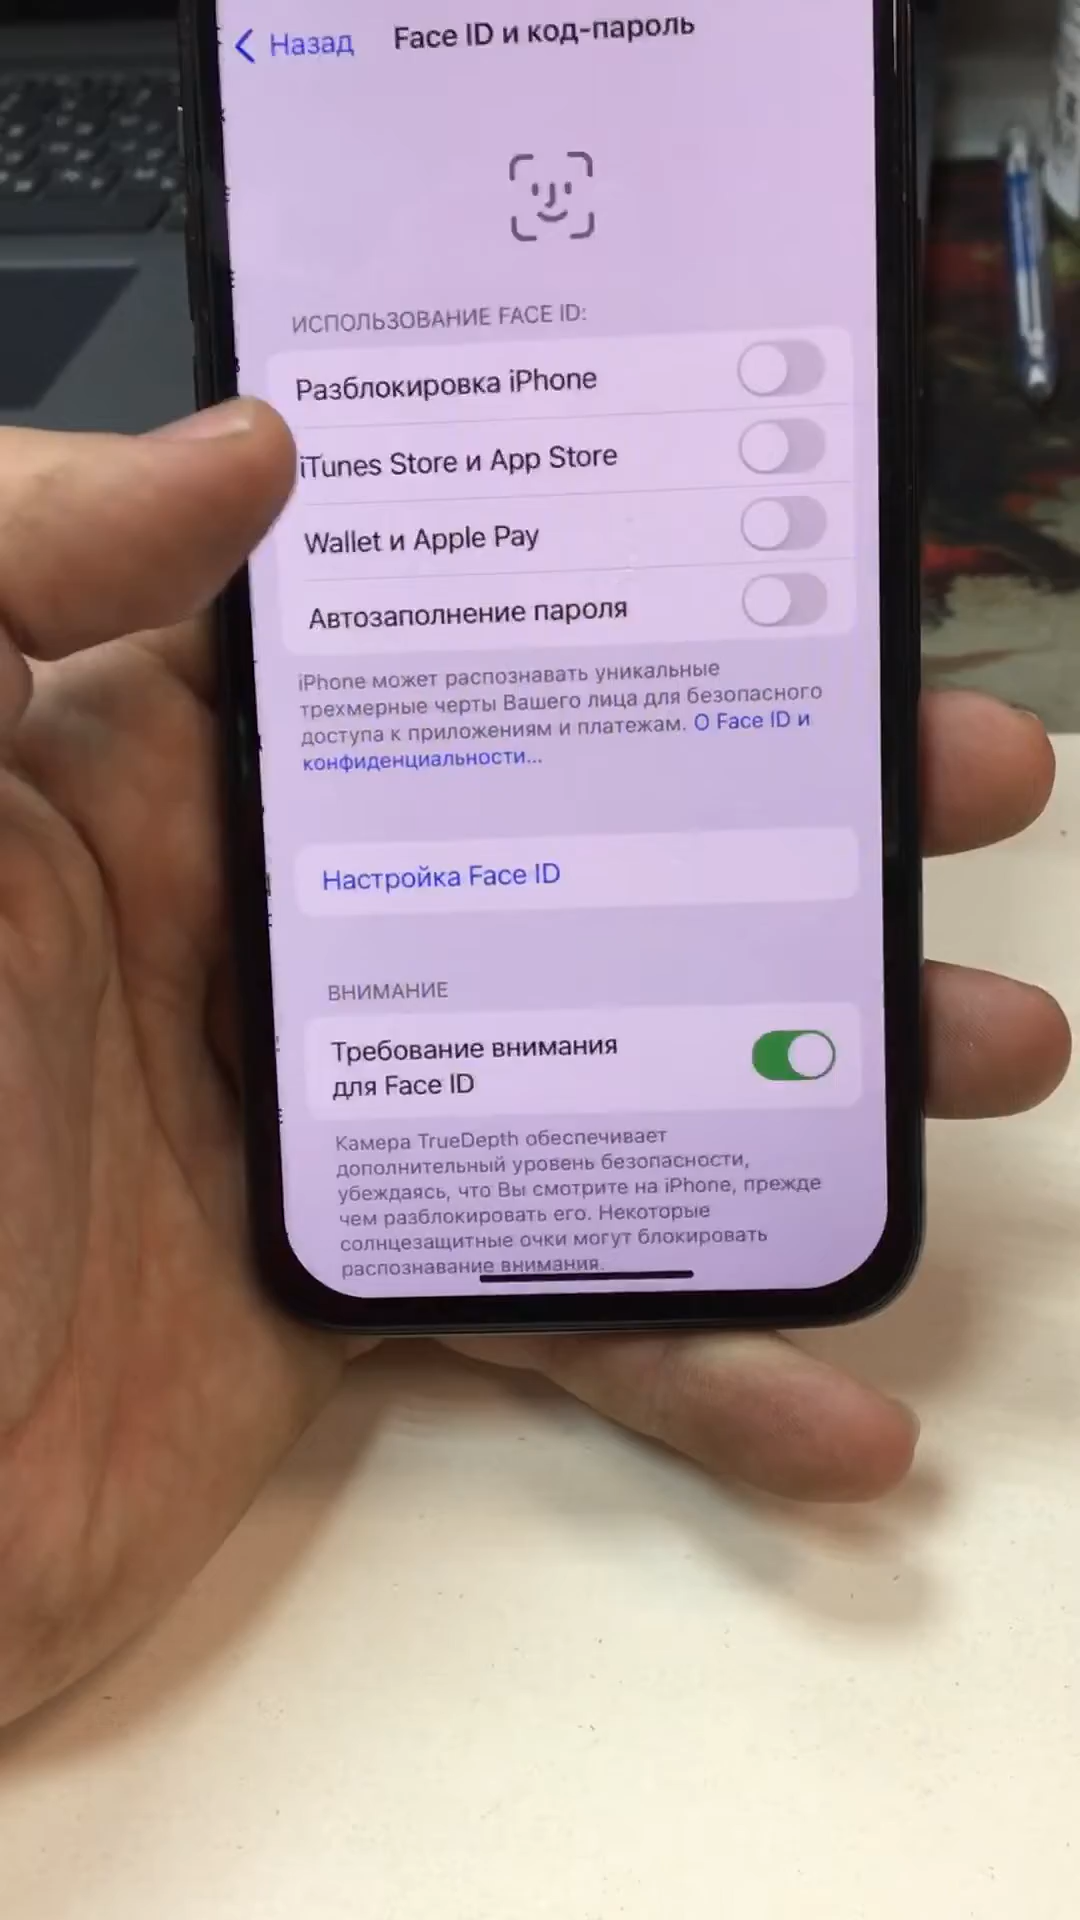 Назад
Face ID и код-пароль
ИСПОЛЬЗОВАНИЕ FACE ID:
Разблокировка iPhone
iTunes Store и App Store
Wallet и Apple Pay
Автозаполнение пароля
iPhone может распознавать уникальные
трехмерные черты Вашего лица для безопасного
доступа к приложениям и платежам. О Face ID и
конфиденциальности...
Настройка Face ID
ВНИМАНИЕ
Требование внимания
для Face ID
Камера TrueDepth обеспечивает
дополнительный уровень безопасности,
убеждаясь, что Вы смотрите на iPhone, прежде
чем разблокировать его. Некоторые
солнцезащитные очки могут блокировать
распознавание внимания.